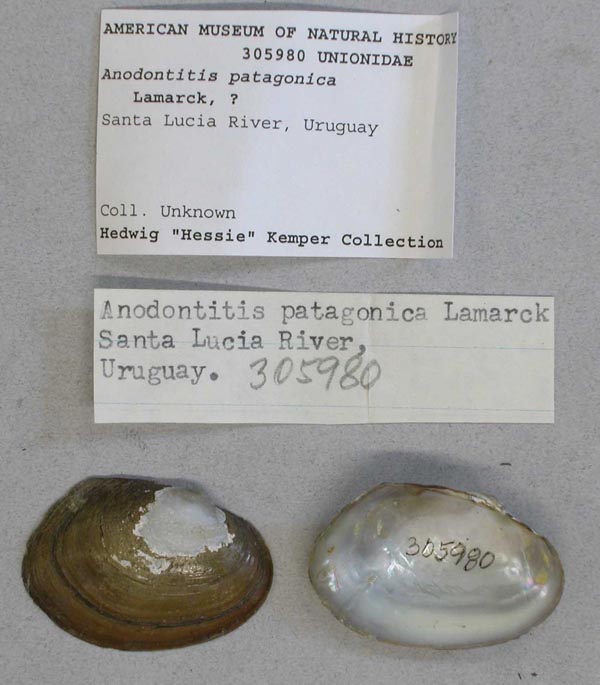 AMERICAN MUSEUM OF NATURAL HISTORY
305980 UNIONIDAE
Anodontitis patagonica
Lamarck, ?
Santa Lucia River, Uruguay
Coll. Unknown
Hedwig "Hessie" Kemper Collection
Anodontitis patagonica Lamarck
Santa Lucia River,
Uruguay. 305980
305980